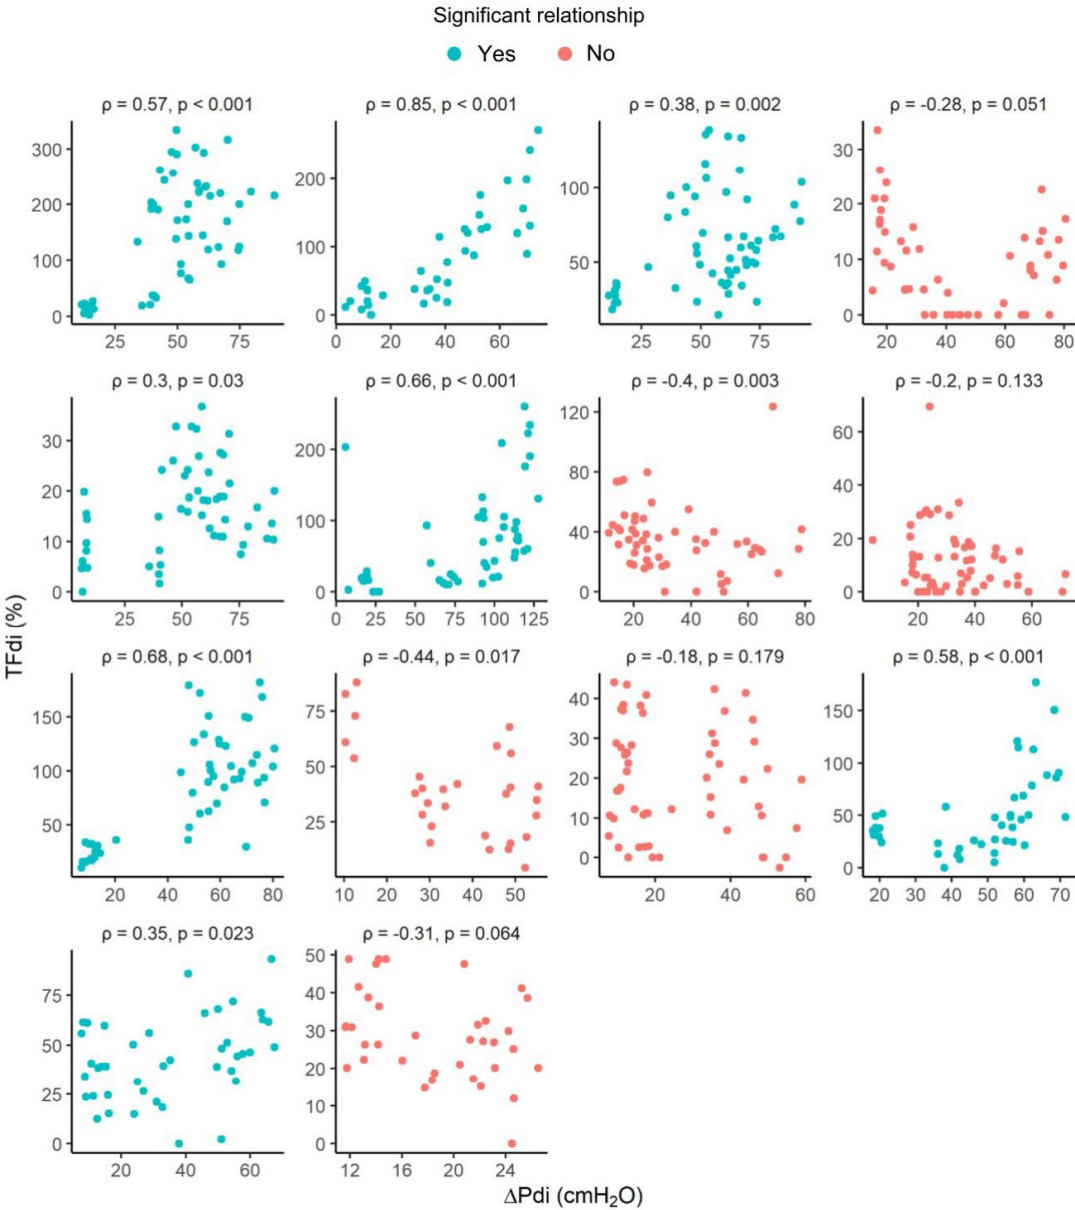 Significant relationship
Yes No
ρ = 0.57, p < 0.001 ρ = 0.85, p < 0.001 ρ = 0.38, p = 0.002 ρ = -0.28, p = 0.051
300 200 100 0
200 100 0
100 50
30 20 10 0
25 50 75 0 20 40 60 25 50 75 20 40 60 80
ρ = 0.3, p = 0.03 ρ = 0.66, p < 0.001 ρ = -0.4, p = 0.003 ρ = -0.2, p = 0.133
30 20 10 0
200 100 0
120 80 40 0
60 40 20 0
25 50 75 0 25 50 75 100 125 20 40 60 80 20 40 60
TFdi (%)
ρ = 0.68, p < 0.001 ρ = -0.44, p = 0.017 ρ = -0.18, p = 0.179 ρ = 0.58, p < 0.001
150 100 50
75 50 25
40 30 20 10 0
150 100 50 0
20 40 60 80 10 20 30 40 50 20 40 60 20 30 40 50 60 70
ρ = 0.35, p = 0.023 ρ = -0.31, p = 0.064
75 50 25 0
50 40 30 20 10 0
20 40 60 12 16 20 24
ΔPdi (cmH₂O)